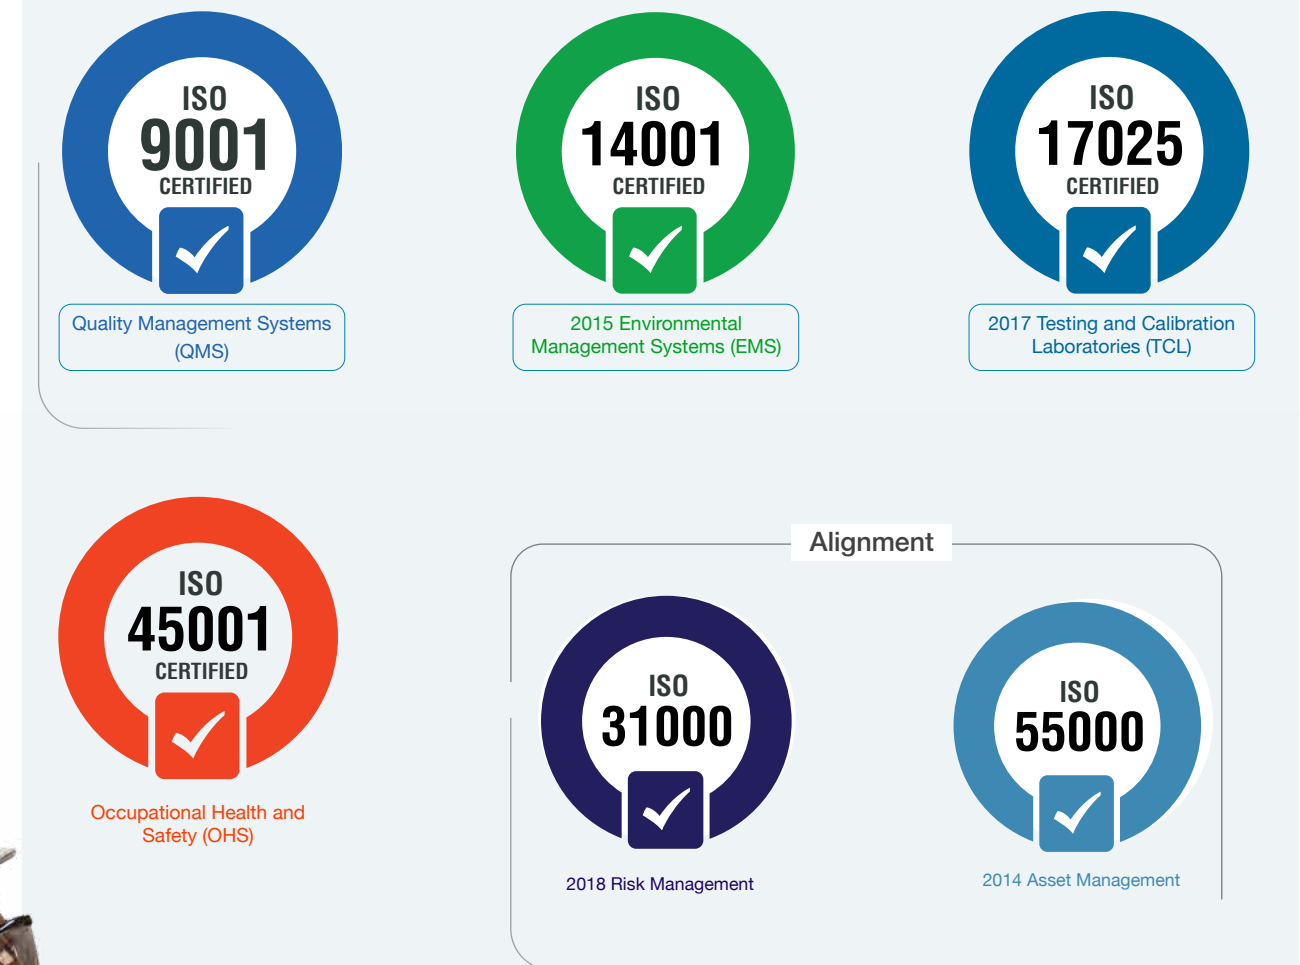 ISO
9001
CERTIFIED
Quality Management Systems
(QMS)
ISO
14001
CERTIFIED
2015 Environmental
Management Systems (EMS)
ISO
17025
CERTIFIED
2017 Testing and Calibration
Laboratories (TCL)
ISO
45001
CERTIFIED
Occupational Health and
Safety (OHS)
Alignment
ISO
31000
2018 Risk Management
ISO
55000
2014 Asset Management